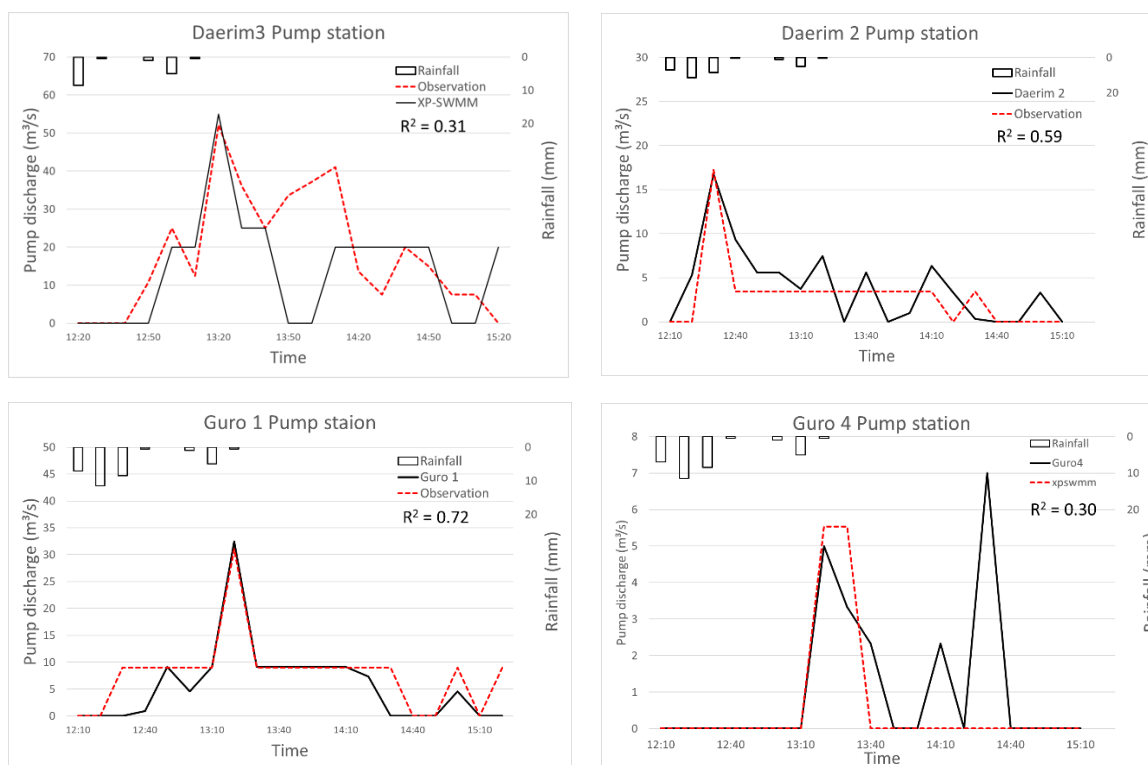 Daerim3 Pump station
70
60
50
40
30
20
10
0
Pump discharge (m³/s)
0
10
20
Rainfall (mm)
Rainfall
Observation
XP-SWMM
R² = 0.31
12:20
12:50
13:20
13:50
14:20
14:50
15:20
Time
Daerim 2 Pump station
30
25
20
15
10
5
0
Pump discharge (m³/s)
0
20
Rainfall (mm)
Rainfall
Daerim 2
Observation
R² = 0.59
12:10
12:40
13:10
13:40
14:10
14:40
15:10
Time
Guro 1 Pump staion
50
45
40
35
30
25
20
15
10
5
0
Pump discharge (m³/s)
0
10
20
Rainfall (mm)
Rainfall
Guro 1
Observation
R² = 0.72
12:10
12:40
13:10
13:40
14:10
14:40
15:10
Time
Guro 4 Pump station
8
7
6
5
4
3
2
1
0
Pump discharge (m³/s)
0
10
20
Rainfall (mm)
Rainfall
Guro4
xpswmm
R² = 0.30
12:10
12:40
13:10
13:40
14:10
14:40
15:10
Time